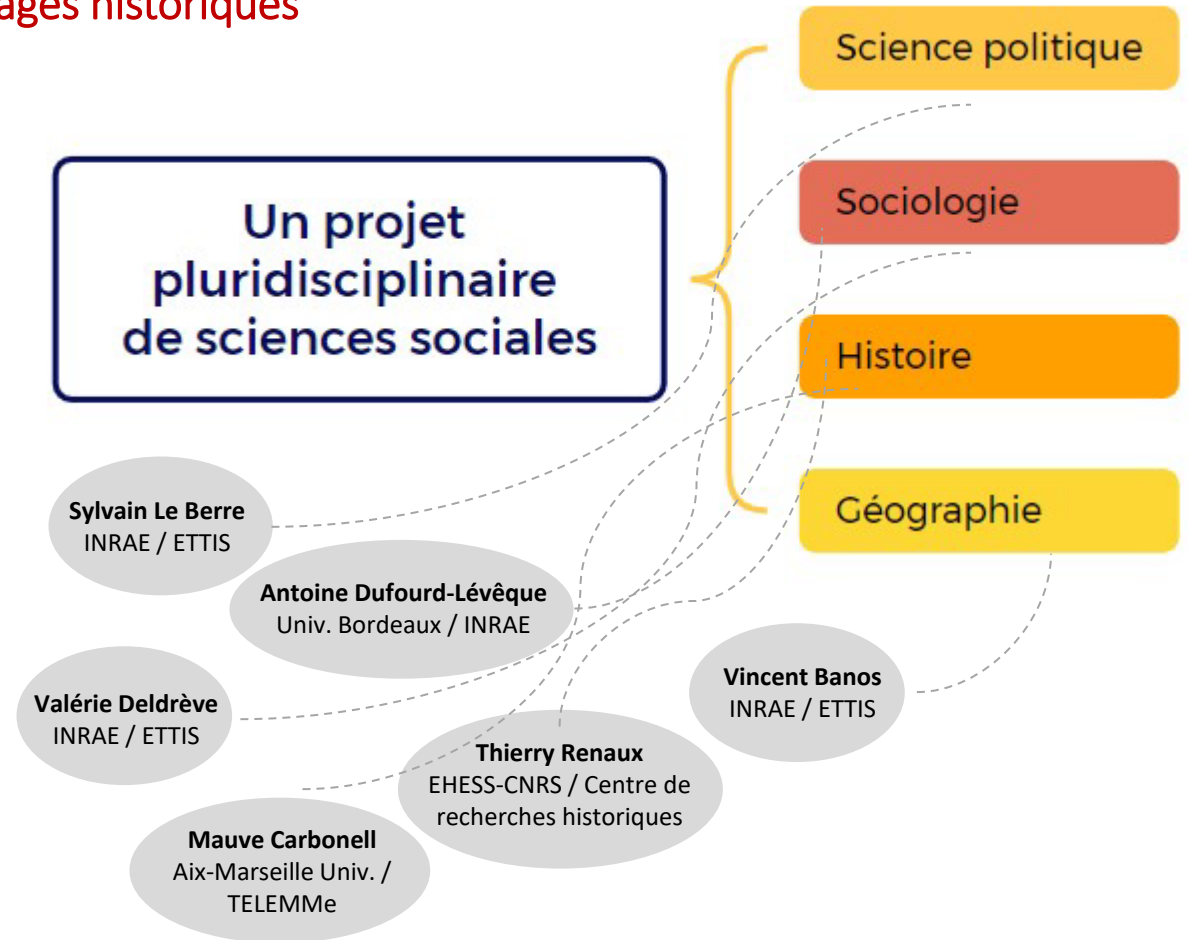 ages historiques
Science politique
Un projet
pluridisciplinaire
de sciences sociales
Sociologie
Histoire
Géographie
Sylvain Le Berre
INRAE / ETTIS
Antoine Dufourd-Lévêque
Univ. Bordeaux / INRAE
Valérie Deldrève
INRAE / ETTIS
Vincent Banos
INRAE / ETTIS
Thierry Renaux
EHESS-CNRS / Centre de
recherches historiques
Mauve Carbonell
Aix-Marseille Univ. /
TELEMMe